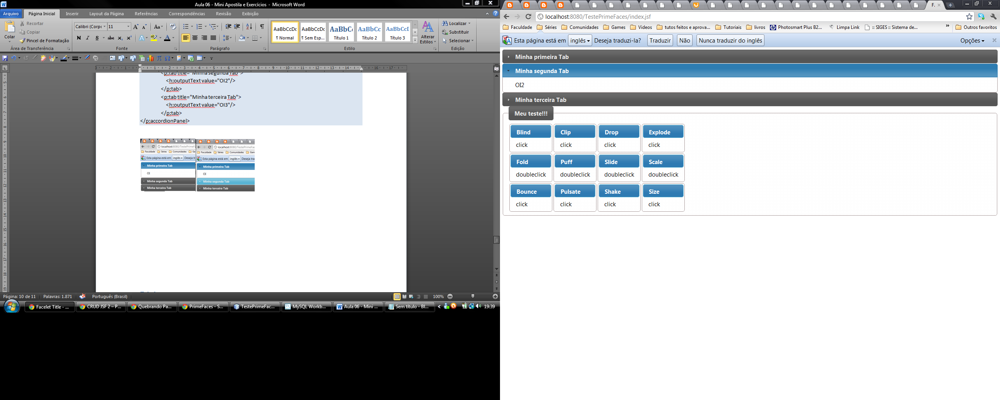 Aula 06 - Mini Apostila e Exercícios - Microsoft Word
Arquivo
Página Inicial
Inserir
Layout da Página
Referências
Correspondências
Revisão
Exibição
Colar
Recortar
Copiar
Pincel de Formatação
Área de Transferência
Calibri (Corpo
11
N I S abc x₂ x²
Fonte
Parágrafo
AaBbCcDc
AaBbCcDc
AaBbC
AaBbCc
AaBbCcI
¶ Normal
¶ Sem Esp...
Título 1
Título 2
Título 3
Alterar Estilos
Estilo
Localizar
Substituir
Selecionar
Edição
<p:tab title="Minha segunda Tab">
<h:outputText value="OI2"/>
</p:tab>
<p:tab title="Minha terceira Tab">
<h:outputText value="OI3"/>
</p:tab>
</p:accordionPanel>
localhost:8080/TestePrimeF
Faculdade Séries Comunidades
Esta página está em inglês Deseja
Minha primeira Tab
OI
Minha segunda Tab
Minha terceira Tab
localhost:8080/TestePrimeFa
Faculdade Séries Comunidades
Esta página está em inglês Deseja tra
Minha primeira Tab
OI
Minha segunda Tab
Minha terceira Tab
Página: 10 de 11
Palavras: 1.871
Português (Brasil)
100%
Facelet Title - ...
CRUD JSF 2 – P...
Quebrando Pa...
PrimeFaces - S...
TestePrimeFac...
MySQL Workb...
Aula 06 - Mini ...
Sem título - Bl...
19:39
localhost:8080/TestePrimeFaces/index.jsf
Faculdade
Séries
Comunidades
Games
Videos
tutos feitos e aprova...
Tutoriais
livros
Photosmart Plus B2...
Limpa Link
:: SIGES :: Sistema de...
»
Outros favoritos
Esta página está em inglês Deseja traduzi-la? Traduzir Não Nunca traduzir do inglês
Opções
Minha primeira Tab
Minha segunda Tab
OI2
Minha terceira Tab
Meu teste!!!
Blind Clip Drop Explode
click click click click
Fold Puff Slide Scale
doubleclick doubleclick doubleclick doubleclick
Bounce Pulsate Shake Size
click click click click